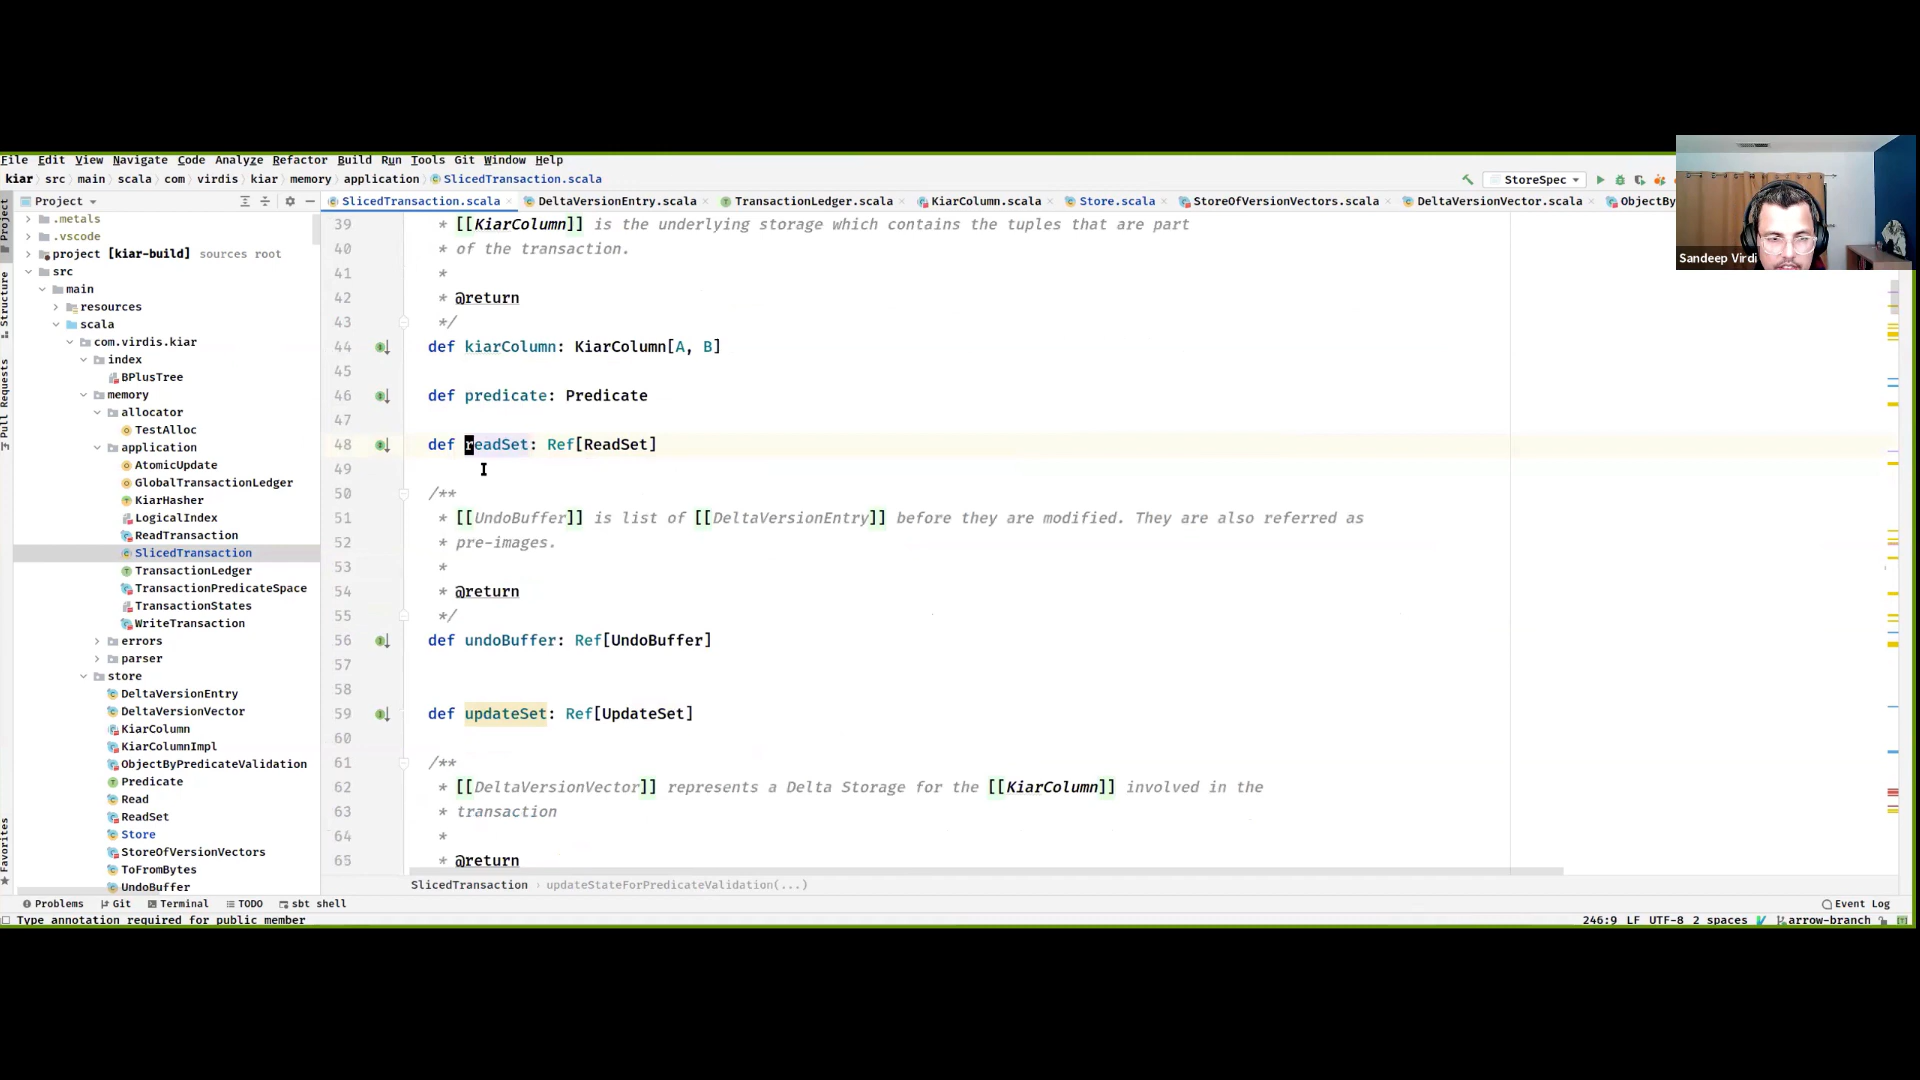 File Edit View Navigate Code Analyze Refactor Build Run Tools Git Window Help
kiar src main scala com virdis kiar memory application SlicedTransaction.scala StoreSpec
Project SlicedTransaction.scala DeltaVersionEntry.scala TransactionLedger.scala KiarColumn.scala Store.scala StoreOfVersionVectors.scala DeltaVersionVector.scala ObjectBy
Project
Structure
Pull Requests
Favorites
.metals
.vscode
project [kiar-build] sources root
src
main
resources
scala
com.virdis.kiar
index
BPlusTree
memory
allocator
TestAlloc
application
AtomicUpdate
GlobalTransactionLedger
KiarHasher
LogicalIndex
ReadTransaction
SlicedTransaction
TransactionLedger
TransactionPredicateSpace
TransactionStates
WriteTransaction
errors
parser
store
DeltaVersionEntry
DeltaVersionVector
KiarColumn
KiarColumnImpl
ObjectByPredicateValidation
Predicate
Read
ReadSet
Store
StoreOfVersionVectors
ToFromBytes
UndoBuffer
39 * [[KiarColumn]] is the underlying storage which contains the tuples that are part
40 * of the transaction.
41 *
42 * @return
43 */
44 def kiarColumn: KiarColumn[A, B]
45
46 def predicate: Predicate
47
48 def readSet: Ref[ReadSet]
49
50 /**
51 * [[UndoBuffer]] is list of [[DeltaVersionEntry]] before they are modified. They are also referred as
52 * pre-images.
53 *
54 * @return
55 */
56 def undoBuffer: Ref[UndoBuffer]
57
58
59 def updateSet: Ref[UpdateSet]
60
61 /**
62 * [[DeltaVersionVector]] represents a Delta Storage for the [[KiarColumn]] involved in the
63 * transaction
64 *
65 * @return
SlicedTransaction › updateStateForPredicateValidation(...)
Problems Git Terminal TODO sbt shell Event Log
Type annotation required for public member 246:9 LF UTF-8 2 spaces arrow-branch
Sandeep Virdi